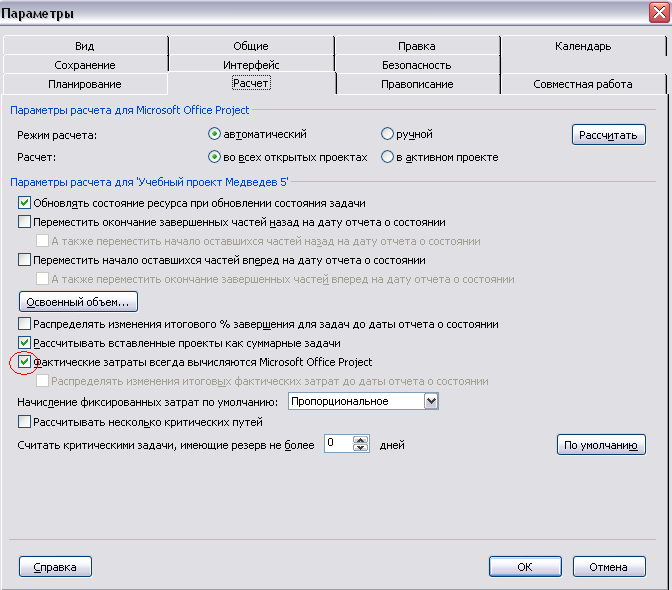 Параметры
Вид Общие Правка Календарь
Сохранение Интерфейс Безопасность
Планирование Расчет Правописание Совместная работа
Параметры расчета для Microsoft Office Project
Режим расчета: автоматический ручной Рассчитать
Расчет: во всех открытых проектах в активном проекте
Параметры расчета для 'Учебный проект Медведев 5'
Обновлять состояние ресурса при обновлении состояния задачи
Переместить окончание завершенных частей назад на дату отчета о состоянии
А также переместить начало оставшихся частей назад на дату отчета о состоянии
Переместить начало оставшихся частей вперед на дату отчета о состоянии
А также переместить окончание завершенных частей вперед на дату отчета о состоянии
Освоенный объем...
Распределять изменения итогового % завершения для задач до даты отчета о состоянии
Рассчитывать вставленные проекты как суммарные задачи
Фактические затраты всегда вычисляются Microsoft Office Project
Распределять изменения итоговых фактических затрат до даты отчета о состоянии
Начисление фиксированных затрат по умолчанию: Пропорциональное
Рассчитывать несколько критических путей
Считать критическими задачи, имеющие резерв не более 0 дней По умолчанию
Справка ОК Отмена